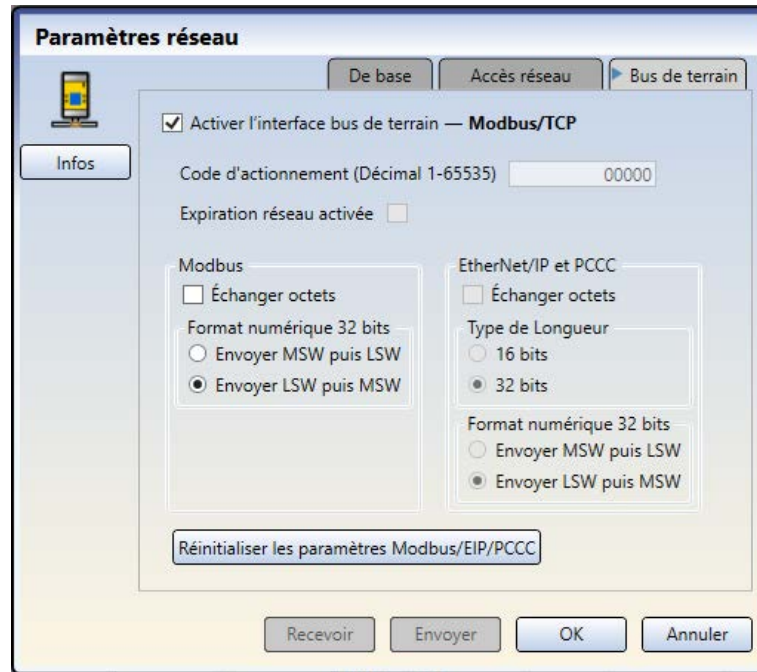 Paramètres réseau
De base
Accès réseau
Bus de terrain
Infos
Activer l'interface bus de terrain — Modbus/TCP
Code d'actionnement (Décimal 1-65535)
00000
Expiration réseau activée
Modbus
Échanger octets
Format numérique 32 bits
Envoyer MSW puis LSW
Envoyer LSW puis MSW
EtherNet/IP et PCCC
Échanger octets
Type de Longueur
16 bits
32 bits
Format numérique 32 bits
Envoyer MSW puis LSW
Envoyer LSW puis MSW
Réinitialiser les paramètres Modbus/EIP/PCCC
Recevoir
Envoyer
OK
Annuler